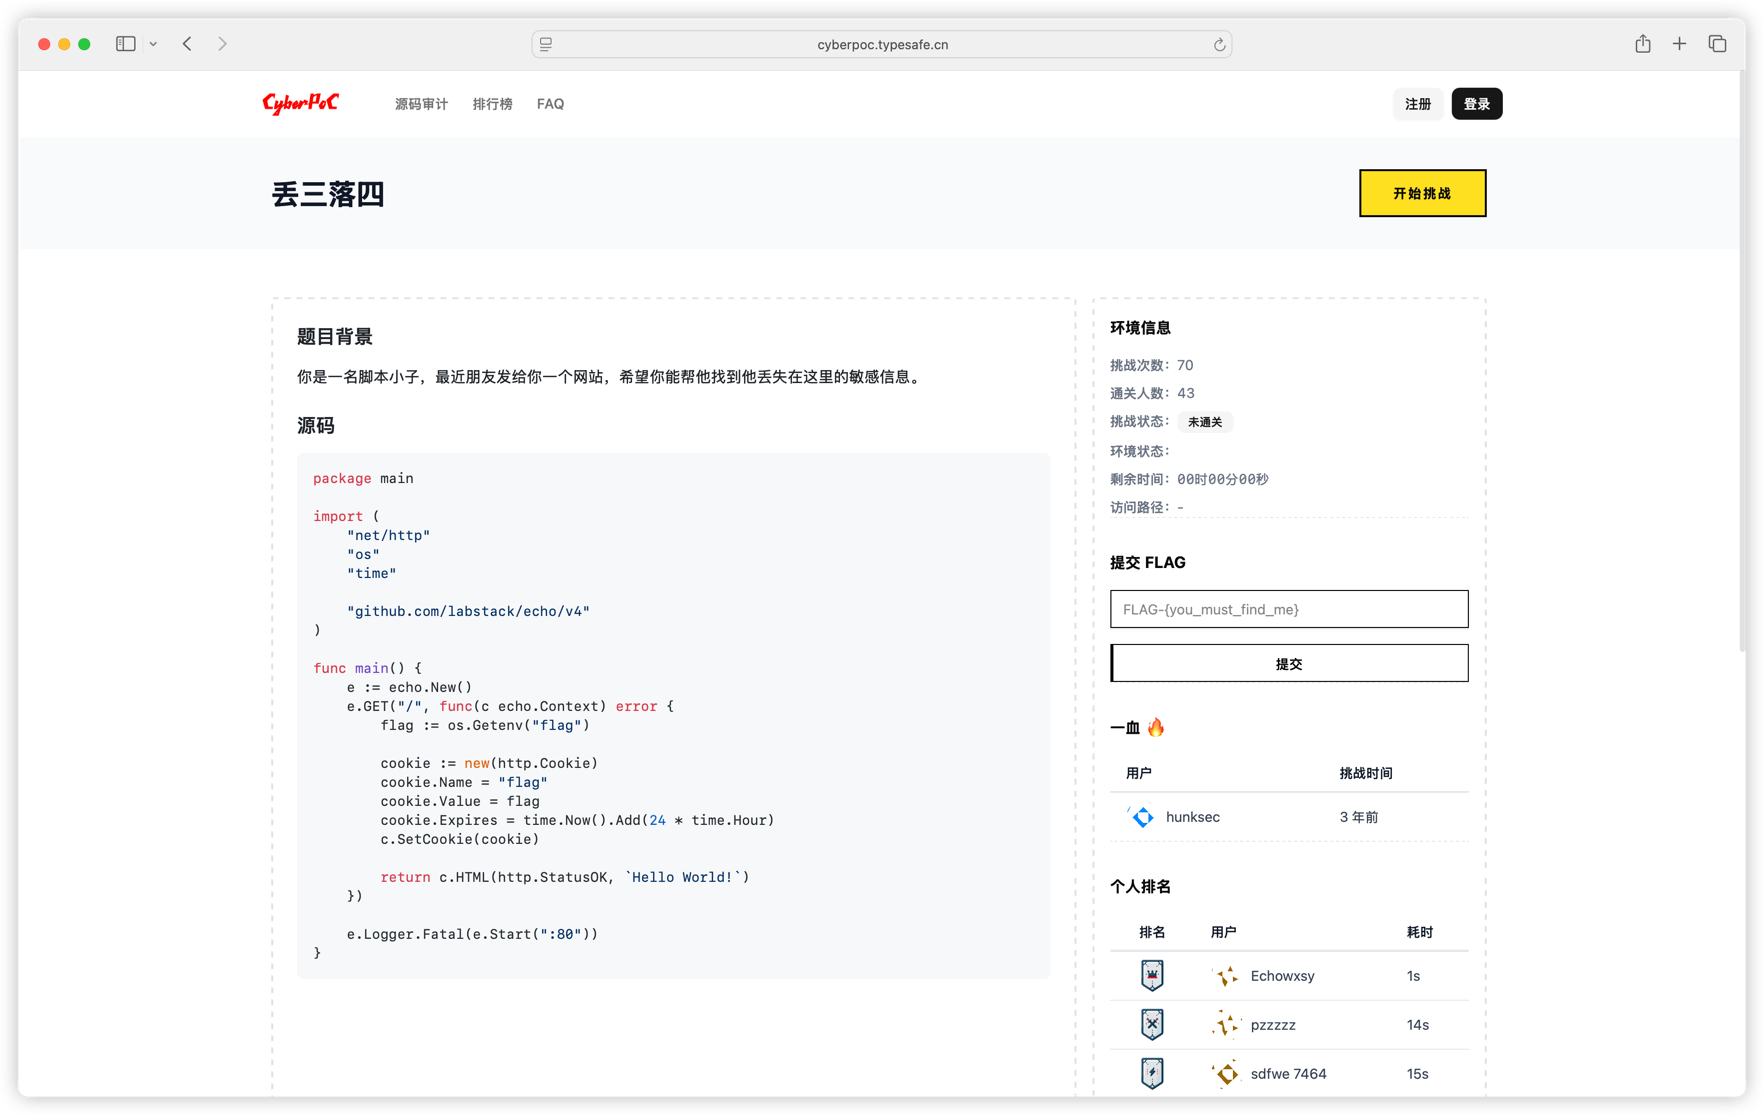 cyberpoc.typesafe.cn
CyberPoC
源码审计 排行榜 FAQ
注册 登录
丢三落四
开始挑战
题目背景
你是一名脚本小子，最近朋友发给你一个网站，希望你能帮他找到他丢失在这里的敏感信息。
源码
package main
import (
"net/http"
"os"
"time"
"github.com/labstack/echo/v4"
)
func main() {
e := echo.New()
e.GET("/", func(c echo.Context) error {
flag := os.Getenv("flag")
cookie := new(http.Cookie)
cookie.Name = "flag"
cookie.Value = flag
cookie.Expires = time.Now().Add(24 * time.Hour)
c.SetCookie(cookie)
return c.HTML(http.StatusOK, `Hello World!`)
})
e.Logger.Fatal(e.Start(":80"))
}
环境信息
挑战次数：70
通关人数：43
挑战状态：未通关
环境状态：
剩余时间：00时00分00秒
访问路径：-
提交 FLAG
FLAG-{you_must_find_me}
提交
一血 🔥
用户 挑战时间
hunksec 3 年前
个人排名
排名 用户 耗时
Echowxsy 1s
pzzzzz 14s
sdfwe 7464 15s